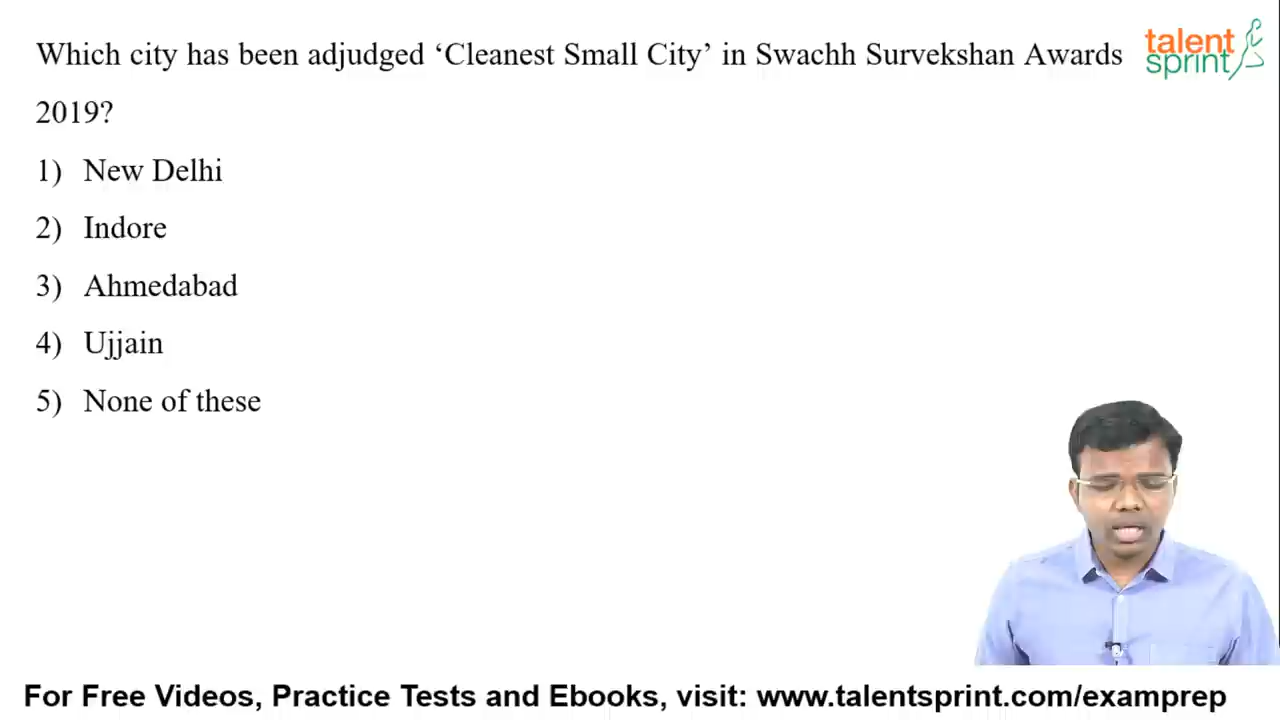 Which city has been adjudged ‘Cleanest Small City’ in Swachh Survekshan Awards
2019?
1) New Delhi
2) Indore
3) Ahmedabad
4) Ujjain
5) None of these
talent
sprint
For Free Videos, Practice Tests and Ebooks, visit: www.talentsprint.com/examprep